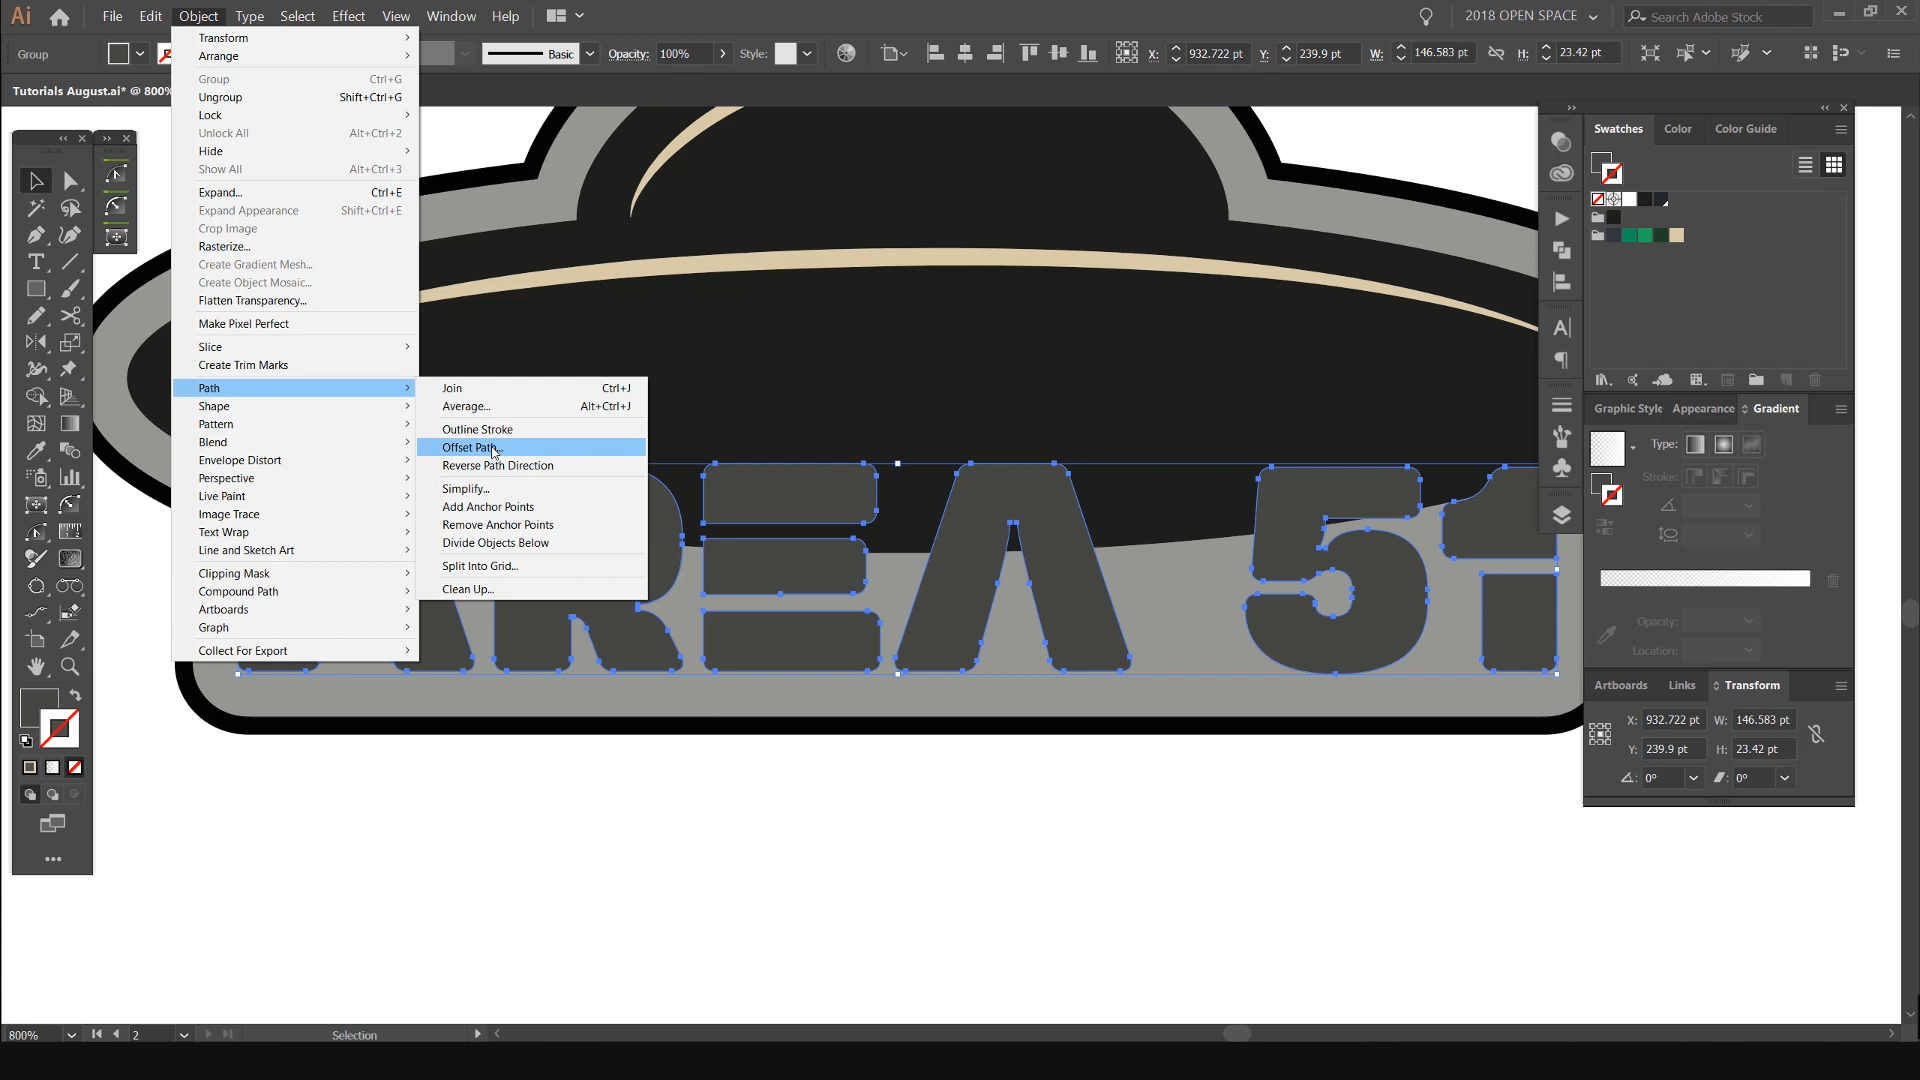 Ai File Edit Object Type Select Effect View Window Help 2018 OPEN SPACE Search Adobe Stock
Group Basic Opacity: 100% Style: X: 932.722 pt Y: 239.9 pt W: 146.583 pt H: 23.42 pt
Tutorials August.ai* @ 800%
Transform
Arrange
Group Ctrl+G
Ungroup Shift+Ctrl+G
Lock
Unlock All Alt+Ctrl+2
Hide
Show All Alt+Ctrl+3
Expand... Ctrl+E
Expand Appearance Shift+Ctrl+E
Crop Image
Rasterize...
Create Gradient Mesh...
Create Object Mosaic...
Flatten Transparency...
Make Pixel Perfect
Slice
Create Trim Marks
Path
Shape
Pattern
Blend
Envelope Distort
Perspective
Live Paint
Image Trace
Text Wrap
Line and Sketch Art
Clipping Mask
Compound Path
Artboards
Graph
Collect For Export
Join Ctrl+J
Average... Alt+Ctrl+J
Outline Stroke
Offset Path...
Reverse Path Direction
Simplify...
Add Anchor Points
Remove Anchor Points
Divide Objects Below
Split Into Grid...
Clean Up...
AREA 51
Swatches Color Color Guide
Graphic Style Appearance Gradient
Type:
Stroke:
Opacity:
Location:
Artboards Links Transform
X: 932.722 pt W: 146.583 pt
Y: 239.9 pt H: 23.42 pt
0° 0°
800% 2 Selection